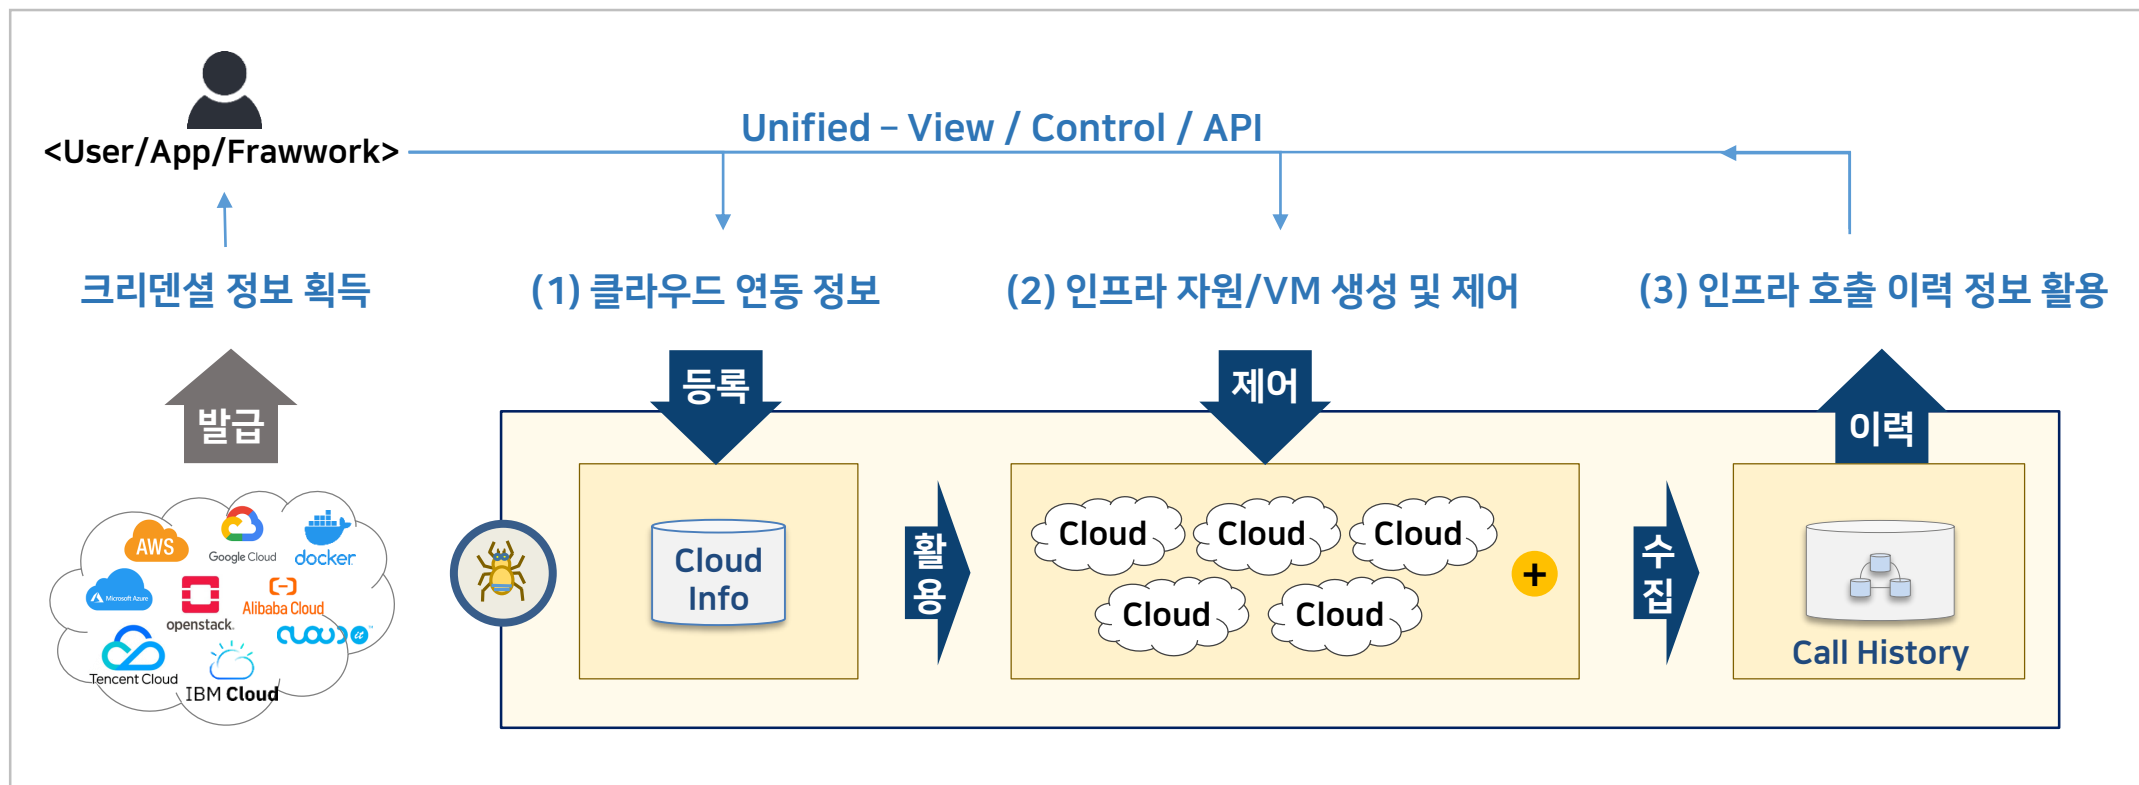 Unified – View / Control / API
<User/App/Frawwork>
크리덴셜 정보 획득
(1) 클라우드 연동 정보
(2) 인프라 자원/VM 생성 및 제어
(3) 인프라 호출 이력 정보 활용
발급
등록
제어
이력
AWS
Google Cloud
docker
Microsoft Azure
openstack.
Alibaba Cloud
CLOUD it™
Tencent Cloud
IBM Cloud
Cloud
Info
활
용
Cloud
Cloud
Cloud
Cloud
Cloud
+
수
집
Call History